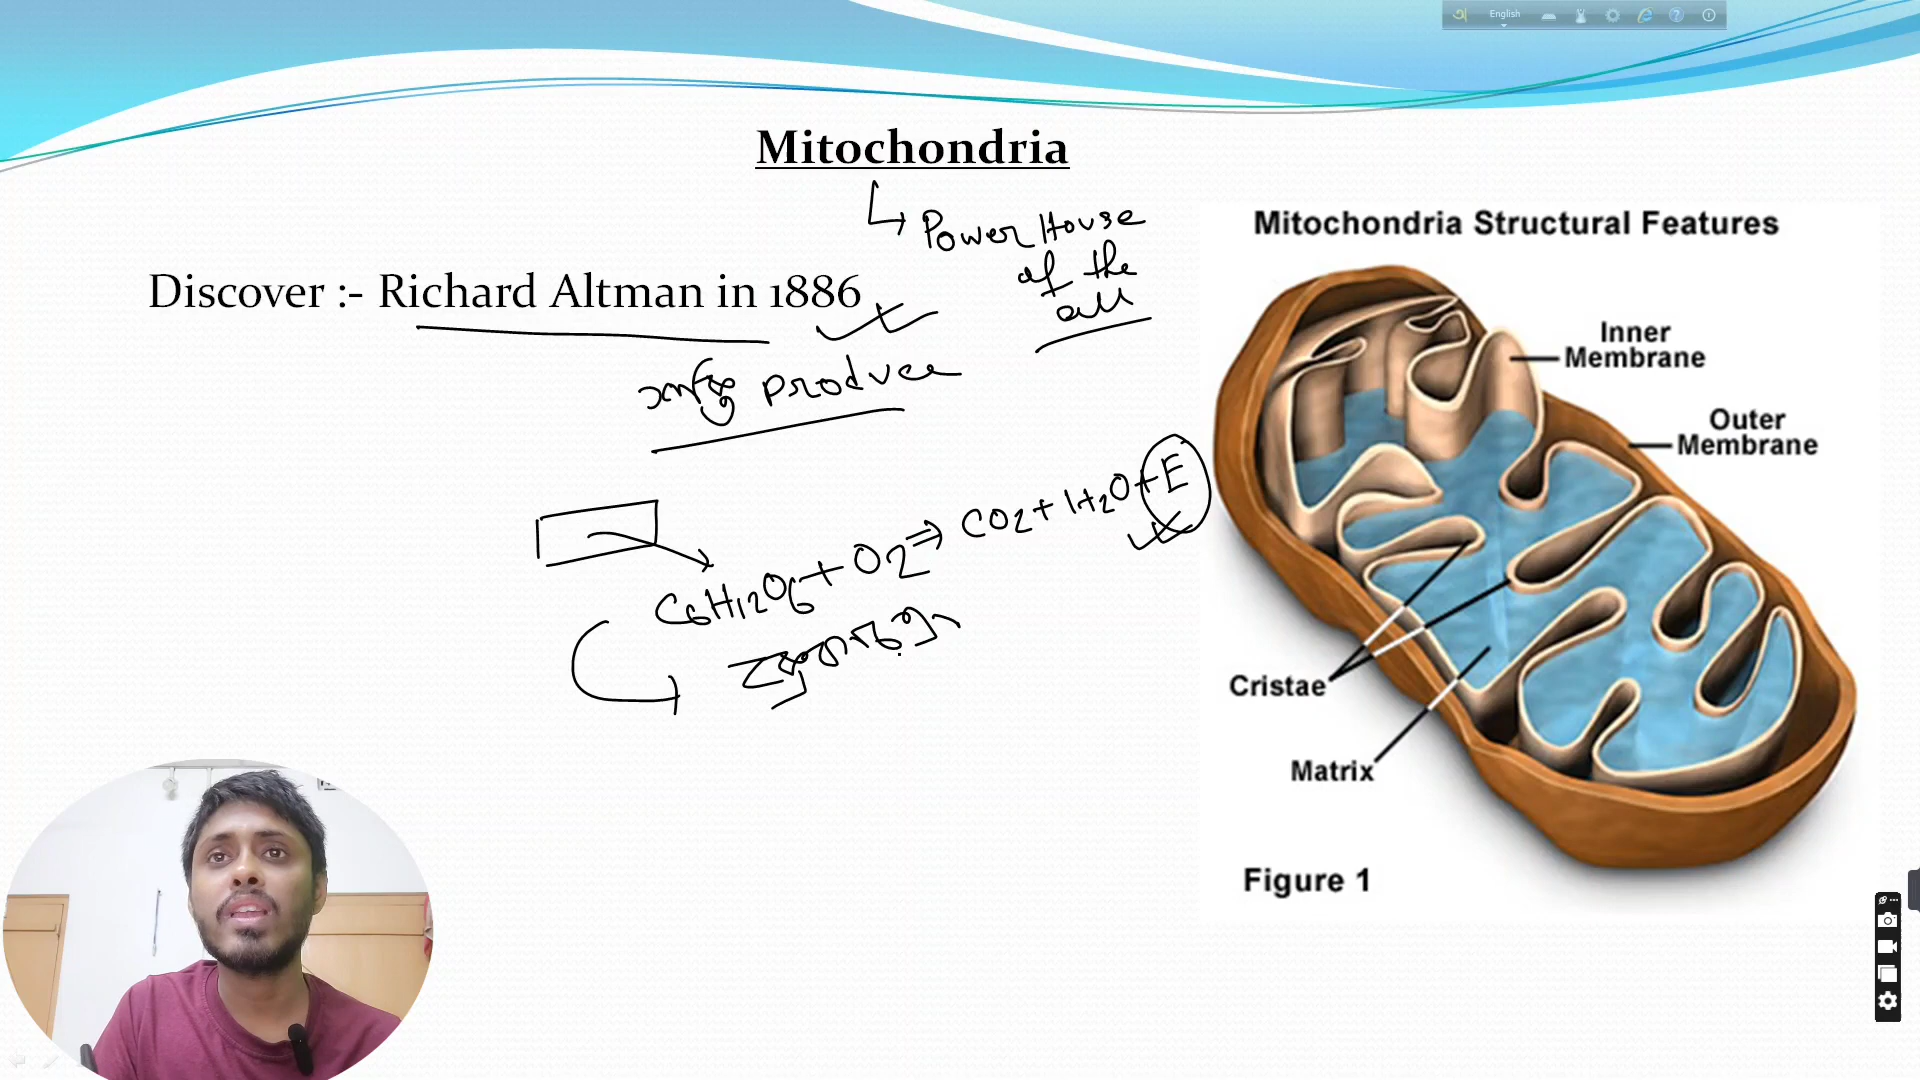 English
Mitochondria
Power House
of the
cell
Discover :- Richard Altman in 1886
শক্তি produce
C6H12O6 + O2 ⇒ CO2 + H2O + E
Mitochondria Structural Features
Inner
Membrane
Outer
Membrane
Cristae
Matrix
Figure 1